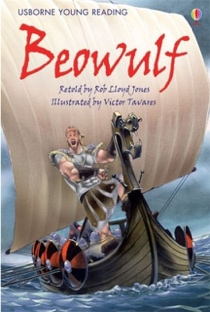 USBORNE YOUNG READING
Beowulf
Retold by Rob Lloyd Jones
Illustrated by Victor Tavares